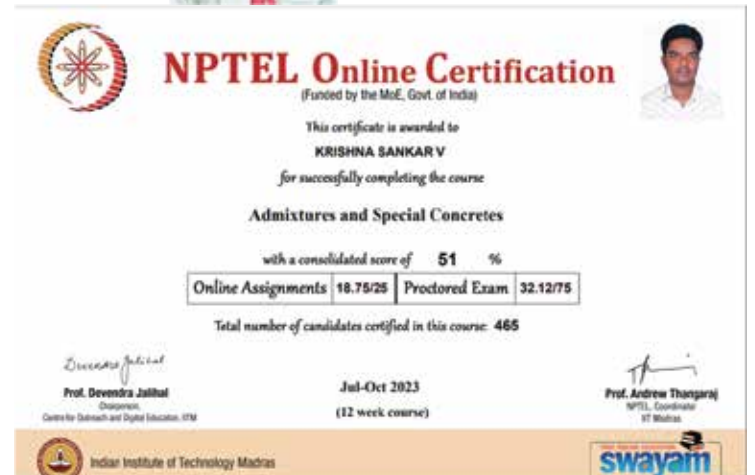 NPTEL Online Certification
(Funded by the MoE, Govt. of India)
This certificate is awarded to
KRISHNA SANKAR V
for successfully completing the course
Admixtures and Special Concretes
with a consolidated score of 51 %
Online Assignments 18.75/25 Proctored Exam 32.12/75
Total number of candidates certified in this course: 465
Devendra Jalihal
Prof. Devendra Jalihal
Chairperson,
Centre for Outreach and Digital Education, IITM
Jul-Oct 2023
(12 week course)
Prof. Andrew Thangaraj
NPTEL, Coordinator
IIT Madras
Indian Institute of Technology Madras
swayam